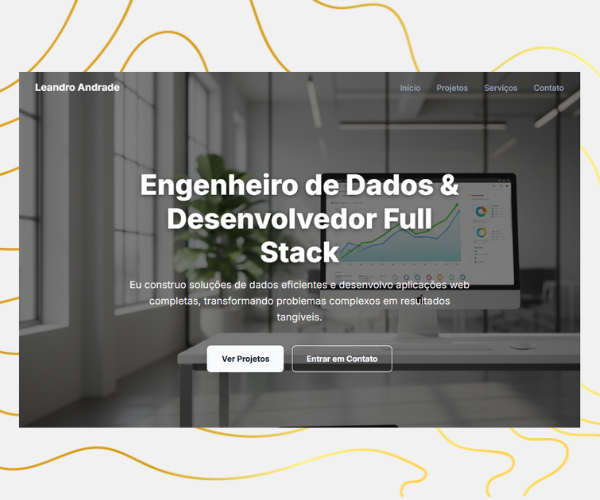 Leandro Andrade
Início Projetos Serviços Contato
Engenheiro de Dados &
Desenvolvedor Full
Stack
Eu construo soluções de dados eficientes e desenvolvo aplicações web
completas, transformando problemas complexos em resultados
tangíveis.
Ver Projetos Entrar em Contato